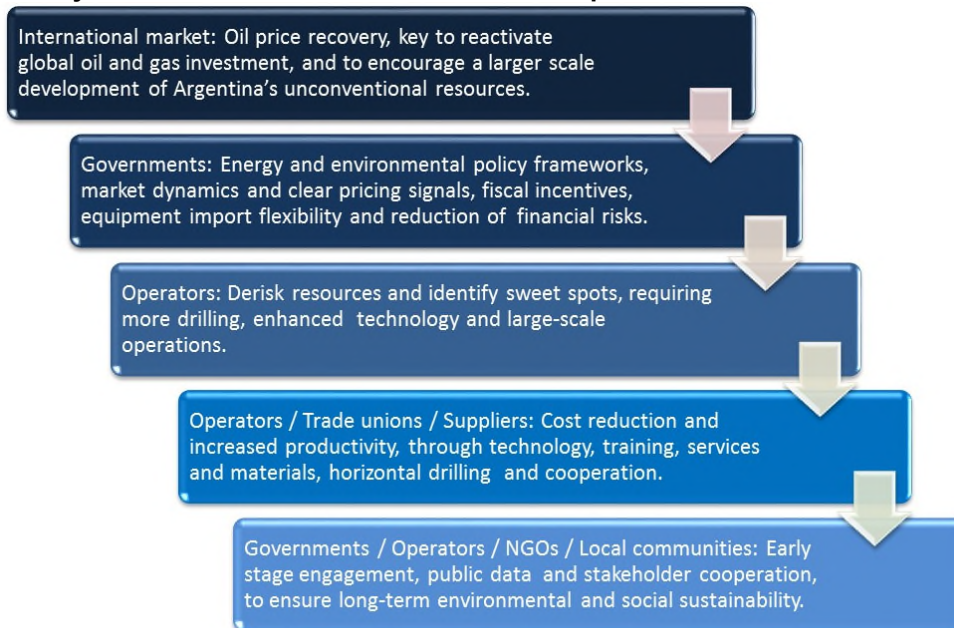 International market: Oil price recovery, key to reactivate
global oil and gas investment, and to encourage a larger scale
development of Argentina's unconventional resources.
Governments: Energy and environmental policy frameworks,
market dynamics and clear pricing signals, fiscal incentives,
equipment import flexibility and reduction of financial risks.
Operators: Derisk resources and identify sweet spots, requiring
more drilling, enhanced technology and large-scale
operations.
Operators / Trade unions / Suppliers: Cost reduction and
increased productivity, through technology, training, services
and materials, horizontal drilling and cooperation.
Governments / Operators / NGOs / Local communities: Early
stage engagement, public data and stakeholder cooperation,
to ensure long-term environmental and social sustainability.